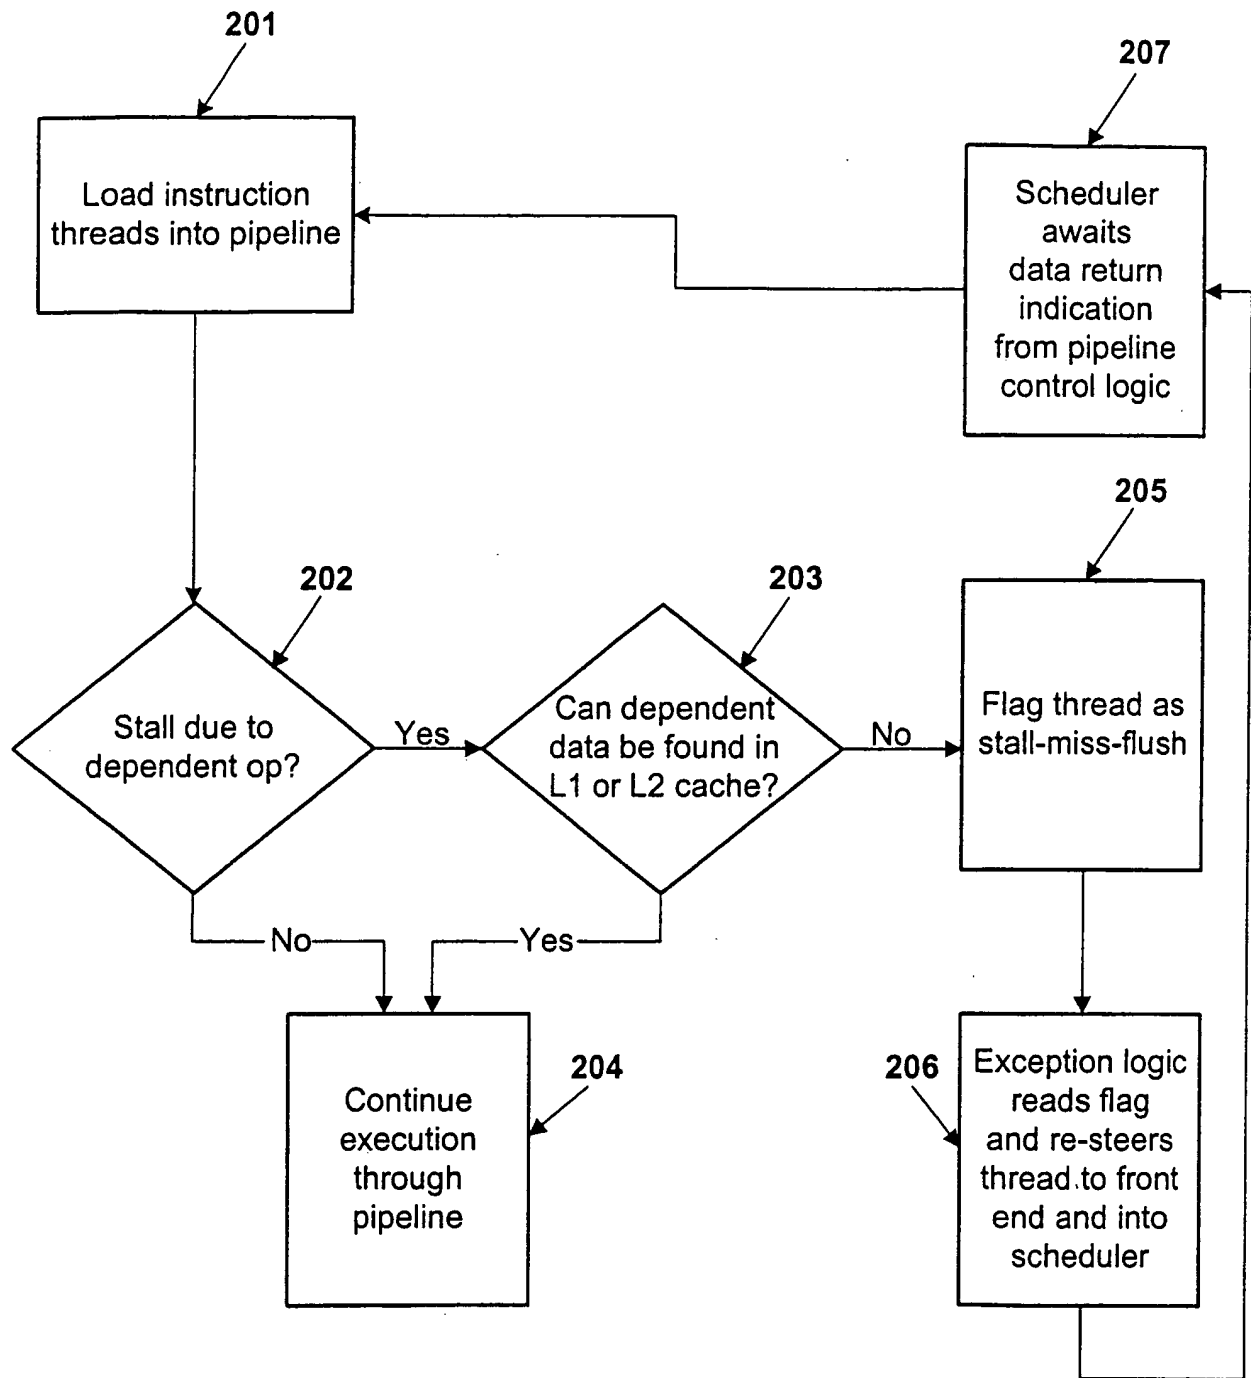 201
Load instruction
threads into pipeline
207
Scheduler
awaits
data return
indication
from pipeline
control logic
202
Stall due to
dependent op?
Yes
203
Can dependent
data be found in
L1 or L2 cache?
No
205
Flag thread as
stall-miss-flush
No
Yes
204
Continue
execution
through
pipeline
206
Exception logic
reads flag
and re-steers
thread to front
end and into
scheduler